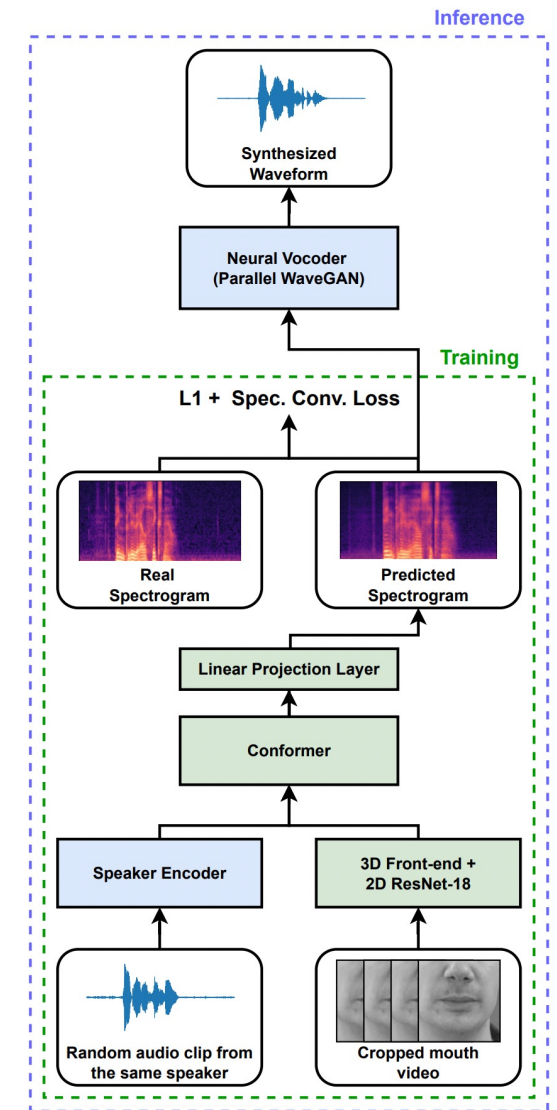 Inference
Synthesized
Waveform
Neural Vocoder
(Parallel WaveGAN)
Training
L1 + Spec. Conv. Loss
Real
Spectrogram
Predicted
Spectrogram
Linear Projection Layer
Conformer
Speaker Encoder
3D Front-end +
2D ResNet-18
Random audio clip from
the same speaker
Cropped mouth
video